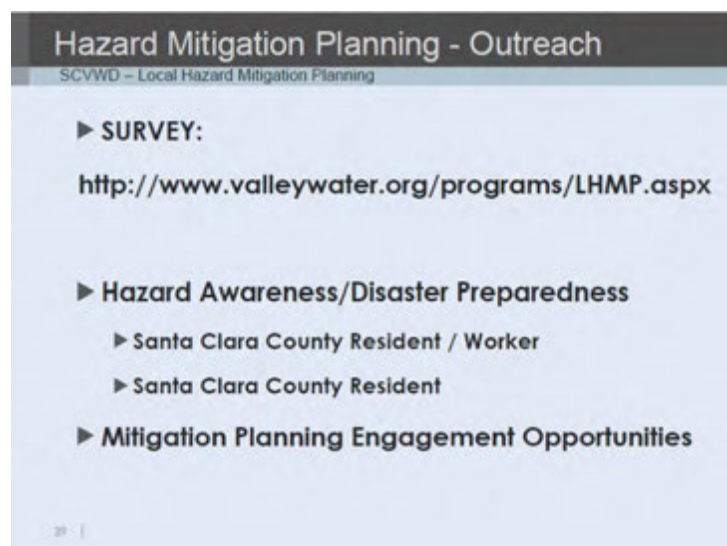 Hazard Mitigation Planning - Outreach
SCVWD – Local Hazard Mitigation Planning
▶ SURVEY:
http://www.valleywater.org/programs/LHMP.aspx
▶ Hazard Awareness/Disaster Preparedness
▶ Santa Clara County Resident / Worker
▶ Santa Clara County Resident
▶ Mitigation Planning Engagement Opportunities
39 |